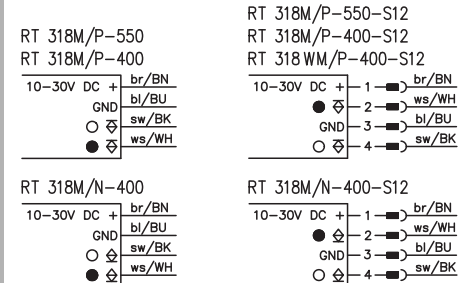 RT 318M/P-550
RT 318M/P-400
10-30V DC + br/BN
GND bl/BU
sw/BK
ws/WH
RT 318M/P-550-S12
RT 318M/P-400-S12
RT 318 WM/P-400-S12
10-30V DC + 1 br/BN
2 ws/WH
GND 3 bl/BU
4 sw/BK
RT 318M/N-400
10-30V DC + br/BN
GND bl/BU
sw/BK
ws/WH
RT 318M/N-400-S12
10-30V DC + 1 br/BN
2 ws/WH
GND 3 bl/BU
4 sw/BK